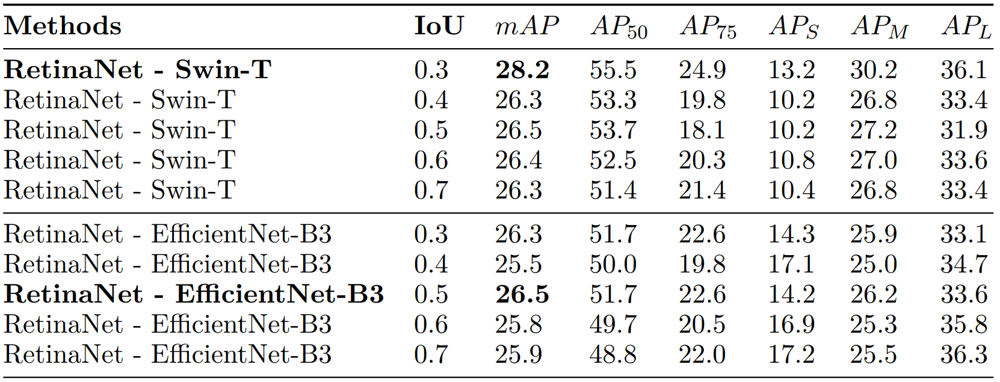 Methods IoU mAP AP50 AP75 APS APM APL
RetinaNet - Swin-T 0.3 28.2 55.5 24.9 13.2 30.2 36.1
RetinaNet - Swin-T 0.4 26.3 53.3 19.8 10.2 26.8 33.4
RetinaNet - Swin-T 0.5 26.5 53.7 18.1 10.2 27.2 31.9
RetinaNet - Swin-T 0.6 26.4 52.5 20.3 10.8 27.0 33.6
RetinaNet - Swin-T 0.7 26.3 51.4 21.4 10.4 26.8 33.4
RetinaNet - EfficientNet-B3 0.3 26.3 51.7 22.6 14.3 25.9 33.1
RetinaNet - EfficientNet-B3 0.4 25.5 50.0 19.8 17.1 25.0 34.7
RetinaNet - EfficientNet-B3 0.5 26.5 51.7 22.6 14.2 26.2 33.6
RetinaNet - EfficientNet-B3 0.6 25.8 49.7 20.5 16.9 25.3 35.8
RetinaNet - EfficientNet-B3 0.7 25.9 48.8 22.0 17.2 25.5 36.3